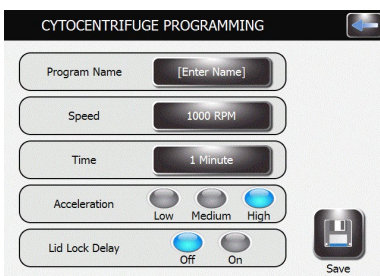 CYTOCENTRIFUGE PROGRAMMING
Program Name [Enter Name]
Speed 1000 RPM
Time 1 Minute
Acceleration Low Medium High
Lid Lock Delay Off On
Save